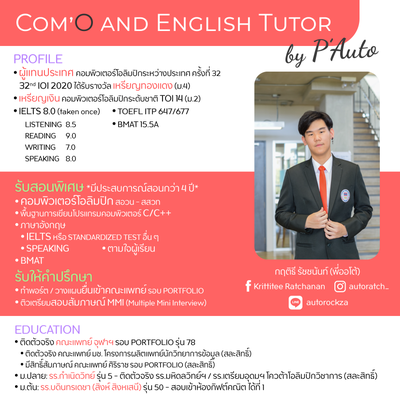 COM'O AND ENGLISH TUTOR
by P'Auto
PROFILE
• ผู้แทนประเทศ คอมพิวเตอร์โอลิมปิกระหว่างประเทศ ครั้งที่ 32
32nd IOI 2020 ได้รับรางวัล เหรียญทองแดง (ม.4)
• เหรียญเงิน คอมพิวเตอร์โอลิมปิกระดับชาติ TOI 14 (ม.2)
• IELTS 8.0 (taken once) • TOEFL ITP 647/677
LISTENING 8.5 • BMAT 15.5A
READING 9.0
WRITING 7.0
SPEAKING 8.0
รับสอนพิเศษ *มีประสบการณ์สอนกว่า 4 ปี*
• คอมพิวเตอร์โอลิมปิก สอวน - สสวท
• พื้นฐานการเขียนโปรแกรมคอมพิวเตอร์ C/C++
• ภาษาอังกฤษ
• IELTS หรือ STANDARDIZED TEST อื่น ๆ
• SPEAKING • ตามใจผู้เรียน
• BMAT
รับให้คำปรึกษา
• ทำพอร์ต / วางแผนยื่นเข้าคณะแพทย์ รอบ PORTFOLIO
• ติวเตรียมสอบสัมภาษณ์ MMI (Multiple Mini Interview)
กฤติธี รัชชนันท์ (พี่ออโต้)
Krittitee Ratchanan autoratch..
autorockza
EDUCATION
• ติดตัวจริง คณะแพทย์ จุฬาฯ รอบ PORTFOLIO รุ่น 78
• ติดตัวจริง คณะแพทย์ มช. โครงการผลิตแพทย์นักวิทยาการข้อมูล (สละสิทธิ์)
• มีสิทธิ์สัมภาษณ์ คณะแพทย์ ศิริราช รอบ PORTFOLIO (สละสิทธิ์)
• ม.ปลาย: รร.กำเนิดวิทย์ รุ่น 5 - ติดตัวจริง รร.มหิดลวิทย์ฯ / รร.เตรียมอุดมฯ โควต้าโอลิมปิกวิชาการ (สละสิทธิ์)
• ม.ต้น: รร.บดินทรเดชา (สิงห์ สิงหเสนี) รุ่น 50 - สอบเข้าห้องกิฟต์คณิต ได้ที่ 1